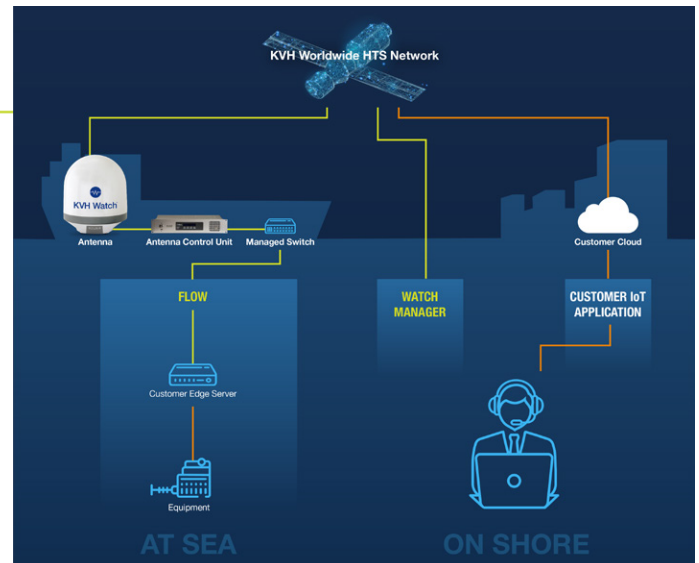 KVH Worldwide HTS Network
KVH Watch
Antenna
Antenna Control Unit
Managed Switch
Customer Cloud
FLOW
WATCH
MANAGER
CUSTOMER IoT
APPLICATION
Customer Edge Server
Equipment
AT SEA
ON SHORE